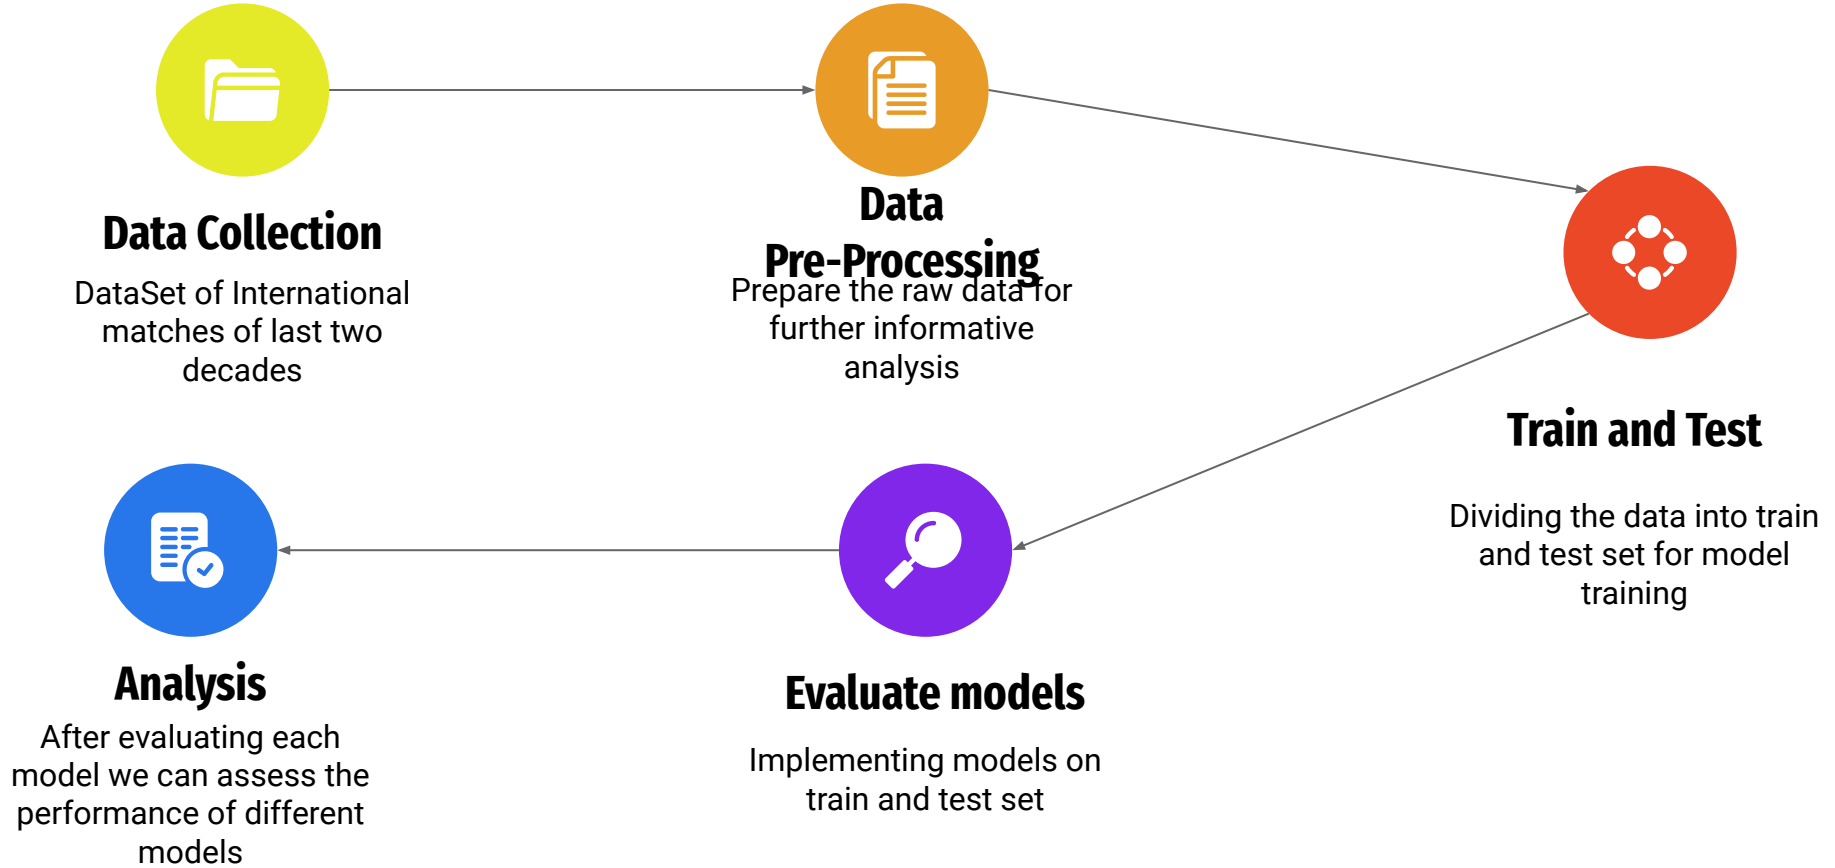 Data Collection
DataSet of International
matches of last two
decades
Data
Pre-Processing
Prepare the raw data for
further informative
analysis
Train and Test
Dividing the data into train
and test set for model
training
Evaluate models
Implementing models on
train and test set
Analysis
After evaluating each
model we can assess the
performance of different
models